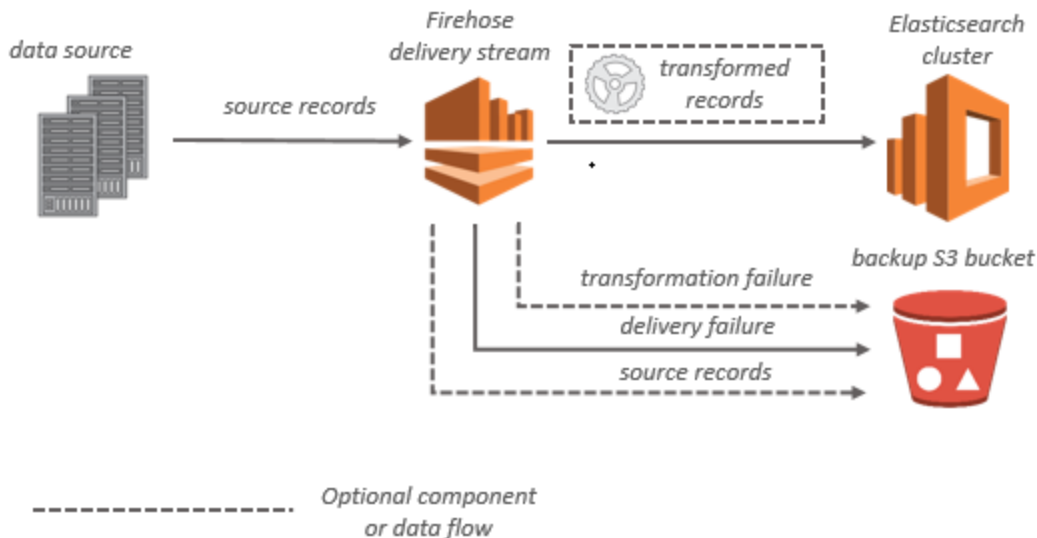 data source
source records
Firehose
delivery stream
transformed
records
Elasticsearch
cluster
backup S3 bucket
transformation failure
delivery failure
source records
Optional component
or data flow